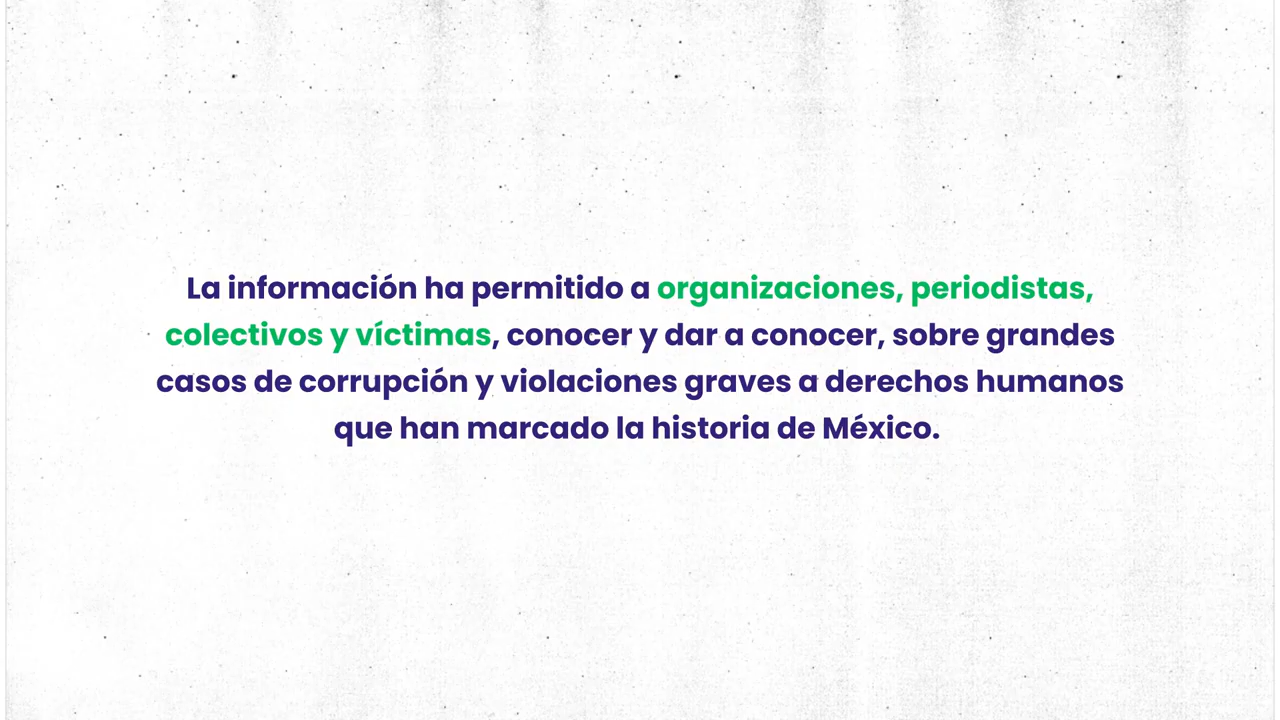 La información ha permitido a organizaciones, periodistas,
colectivos y víctimas, conocer y dar a conocer, sobre grandes
casos de corrupción y violaciones graves a derechos humanos
que han marcado la historia de México.